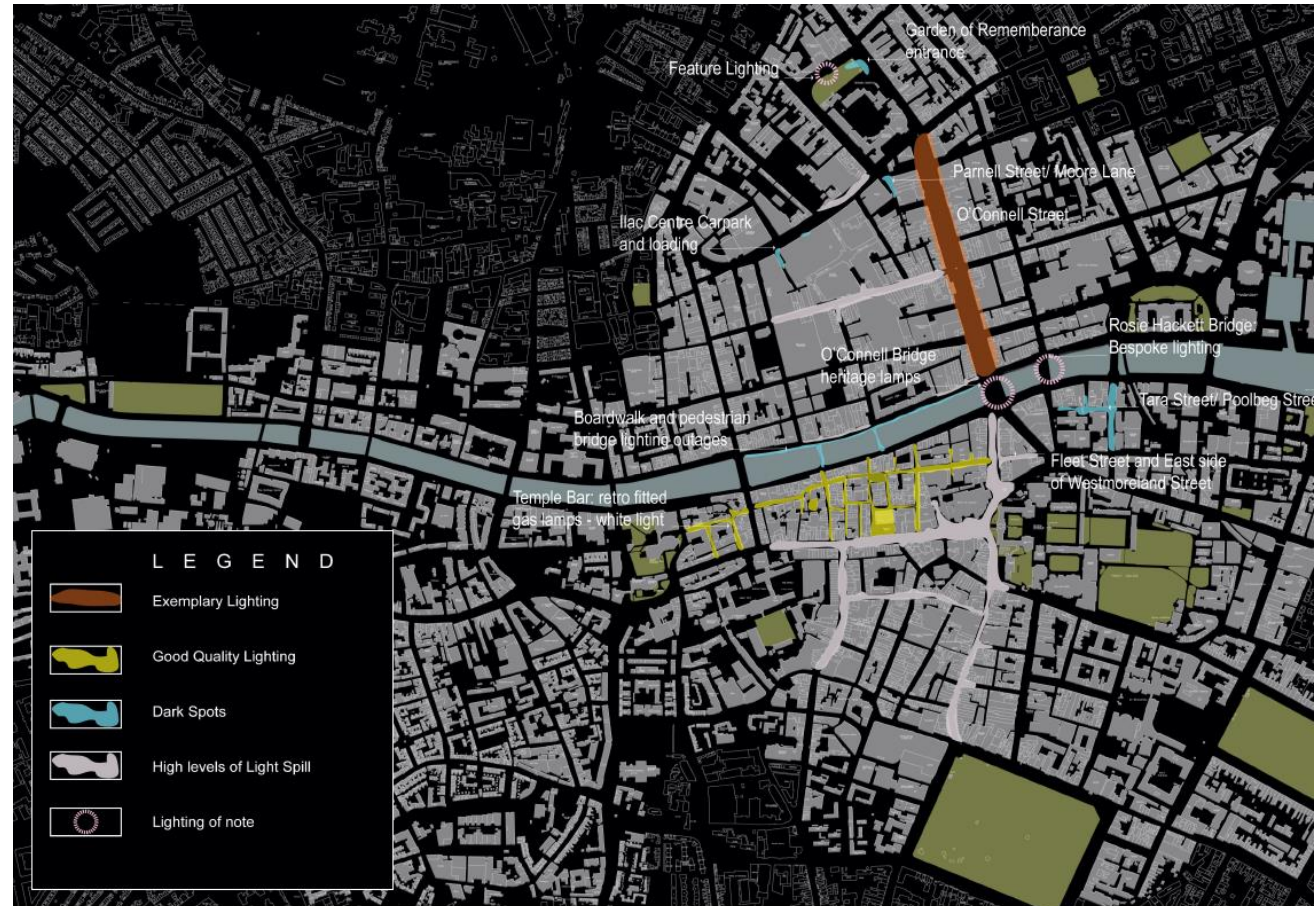 Garden of Rememberance
entrance
Feature Lighting
Parnell Street/ Moore Lane
O'Connell Street
Ilac Centre Carpark
and loading
Rosie Hackett Bridge:
Bespoke lighting
O'Connell Bridge
heritage lamps
Tara Street/ Poolbeg Stree
Boardwalk and pedestrian
bridge lighting outages
Fleet Street and East side
of Westmoreland Street
Temple Bar: retro fitted
gas lamps - white light
LEGEND
Exemplary Lighting
Good Quality Lighting
Dark Spots
High levels of Light Spill
Lighting of note